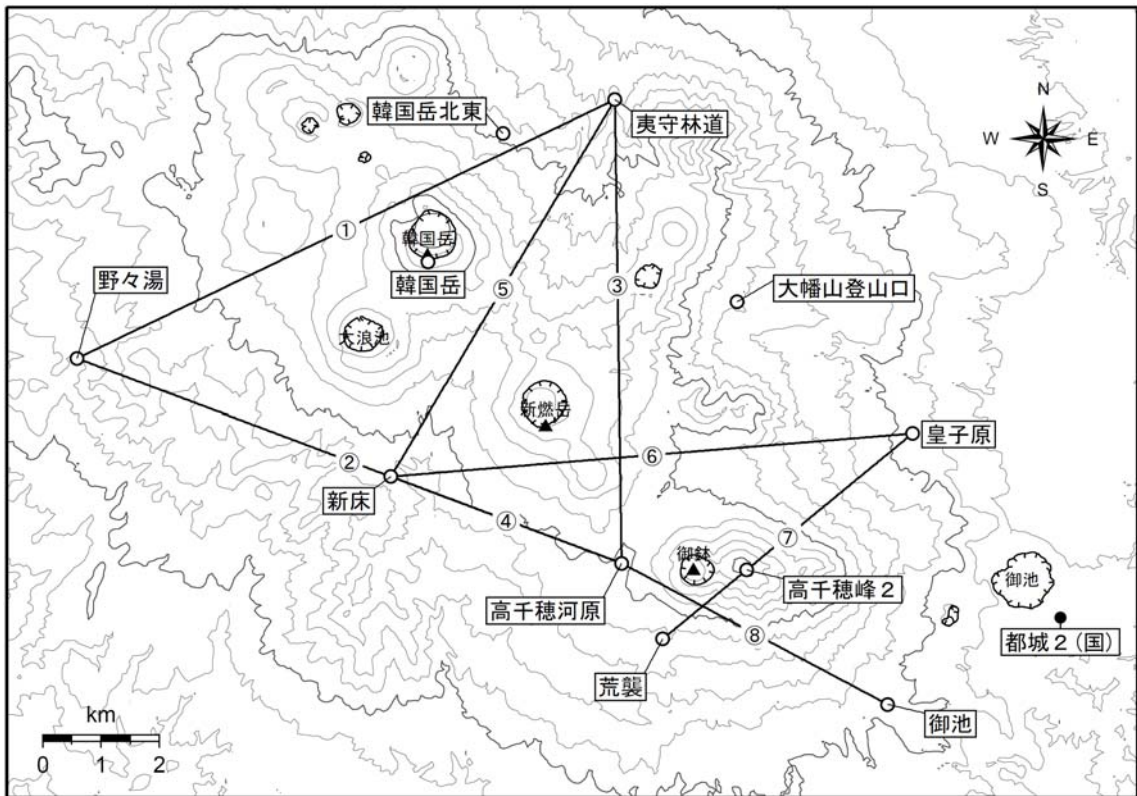 韓国岳北東
夷守林道
N
W
E
S
①
韓国岳
韓国岳
⑤
③
野々湯
大幡山登山口
大浪池
新燃岳
皇子原
②
⑥
新床
④
⑦
御鉢
御池
高千穂河原
高千穂峰2
都城2(国)
⑧
荒襲
御池
km
0 1 2